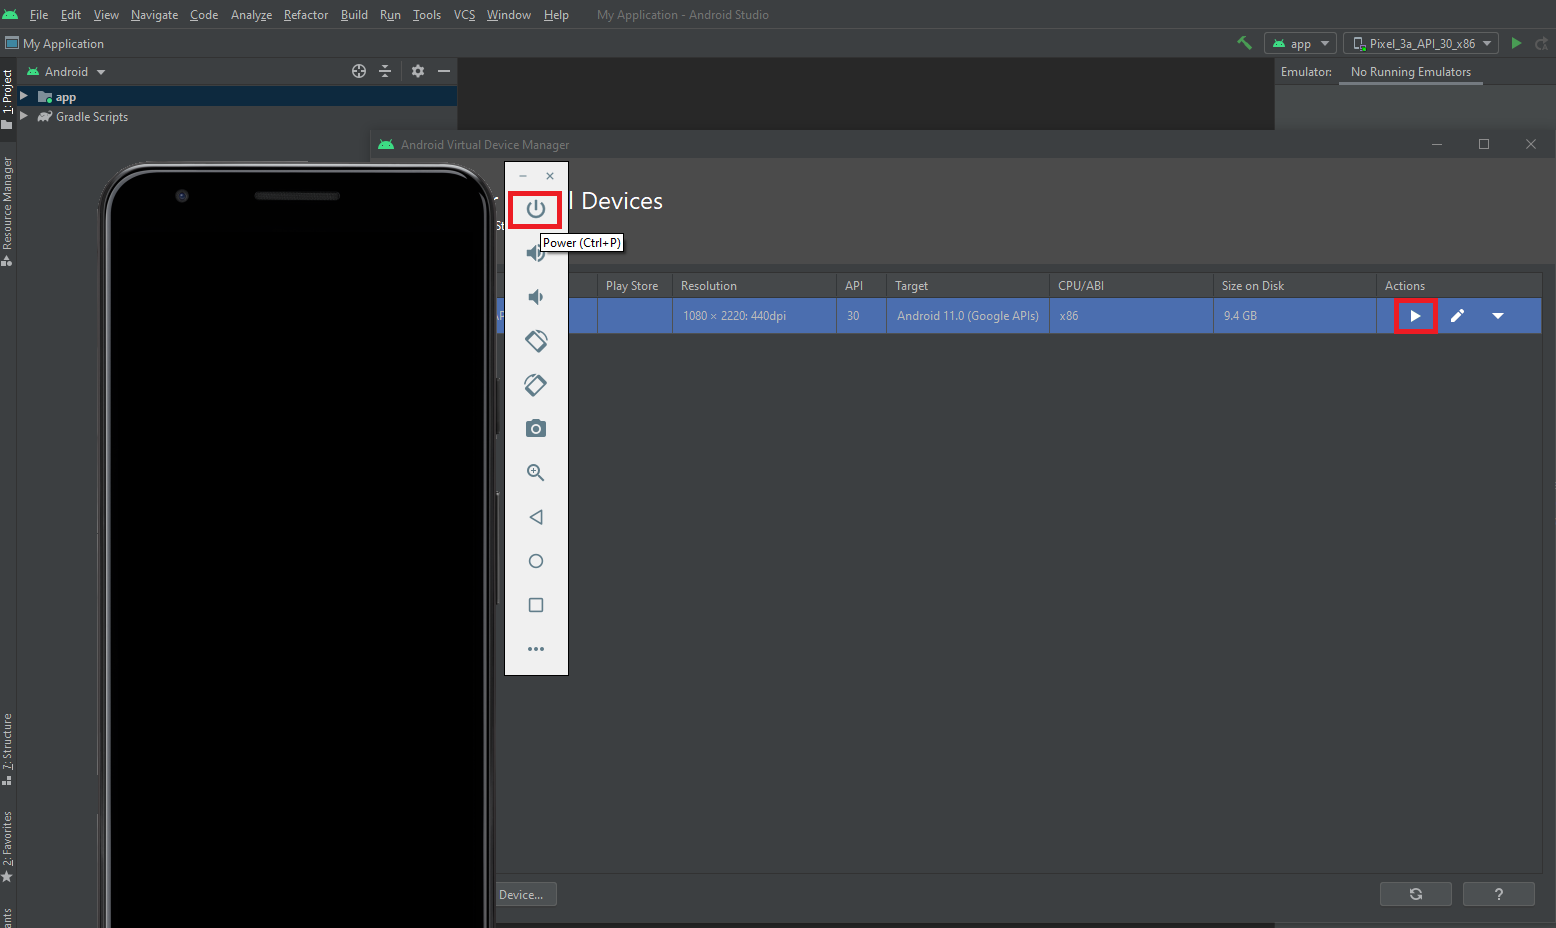 File Edit View Navigate Code Analyze Refactor Build Run Tools VCS Window Help My Application - Android Studio
My Application
app
Pixel_3a_API_30_x86
1: Project
Android
Emulator: No Running Emulators
app
Gradle Scripts
Resource Manager
Android Virtual Device Manager
l Devices
St
Power (Ctrl+P)
Play Store Resolution API Target CPU/ABI Size on Disk Actions
1080 × 2220: 440dpi 30 Android 11.0 (Google APIs) x86 9.4 GB
7: Structure
2: Favorites
Device...
?
ants